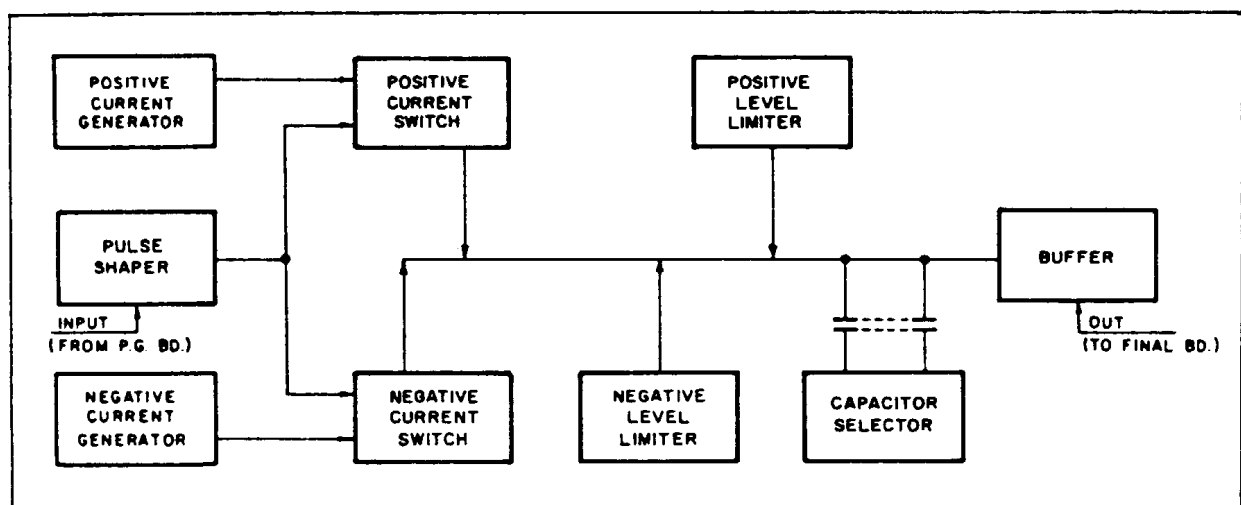 POSITIVE
CURRENT
GENERATOR
POSITIVE
CURRENT
SWITCH
POSITIVE
LEVEL
LIMITER
PULSE
SHAPER
BUFFER
INPUT
(FROM P.G. BD.)
OUT
(TO FINAL BD.)
NEGATIVE
CURRENT
GENERATOR
NEGATIVE
CURRENT
SWITCH
NEGATIVE
LEVEL
LIMITER
CAPACITOR
SELECTOR